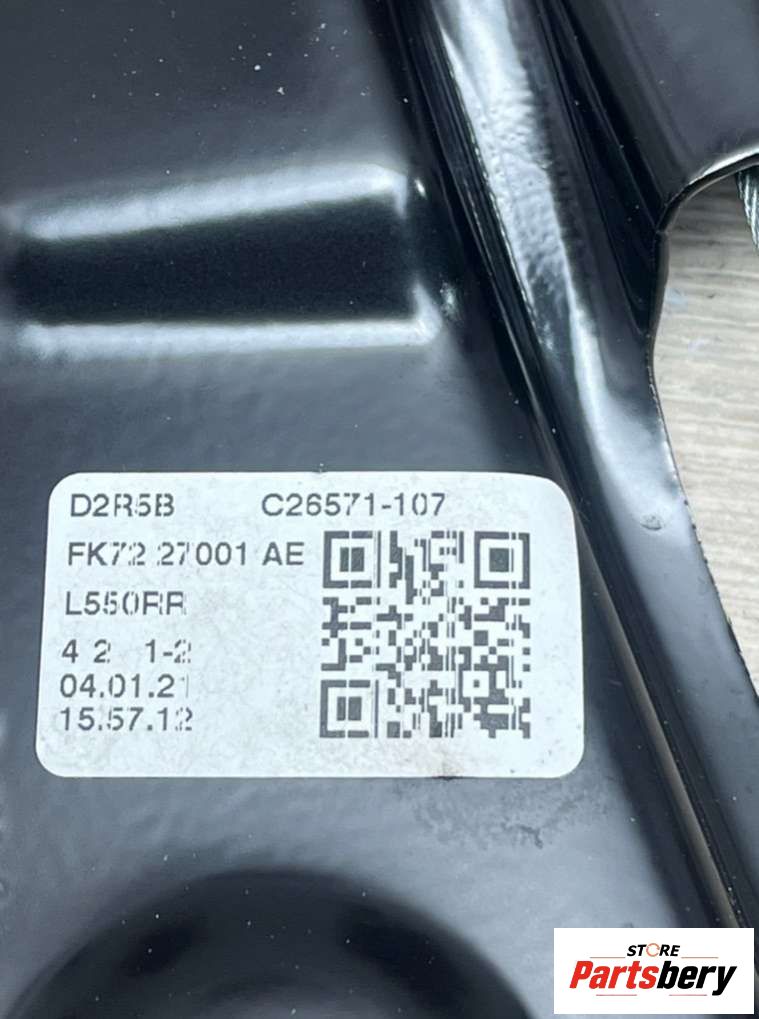 D2R5B C26571-107
FK72 27001 AE
L550RR
4 2 1-2
04.01.21
15.57.12
STORE
Partsbery